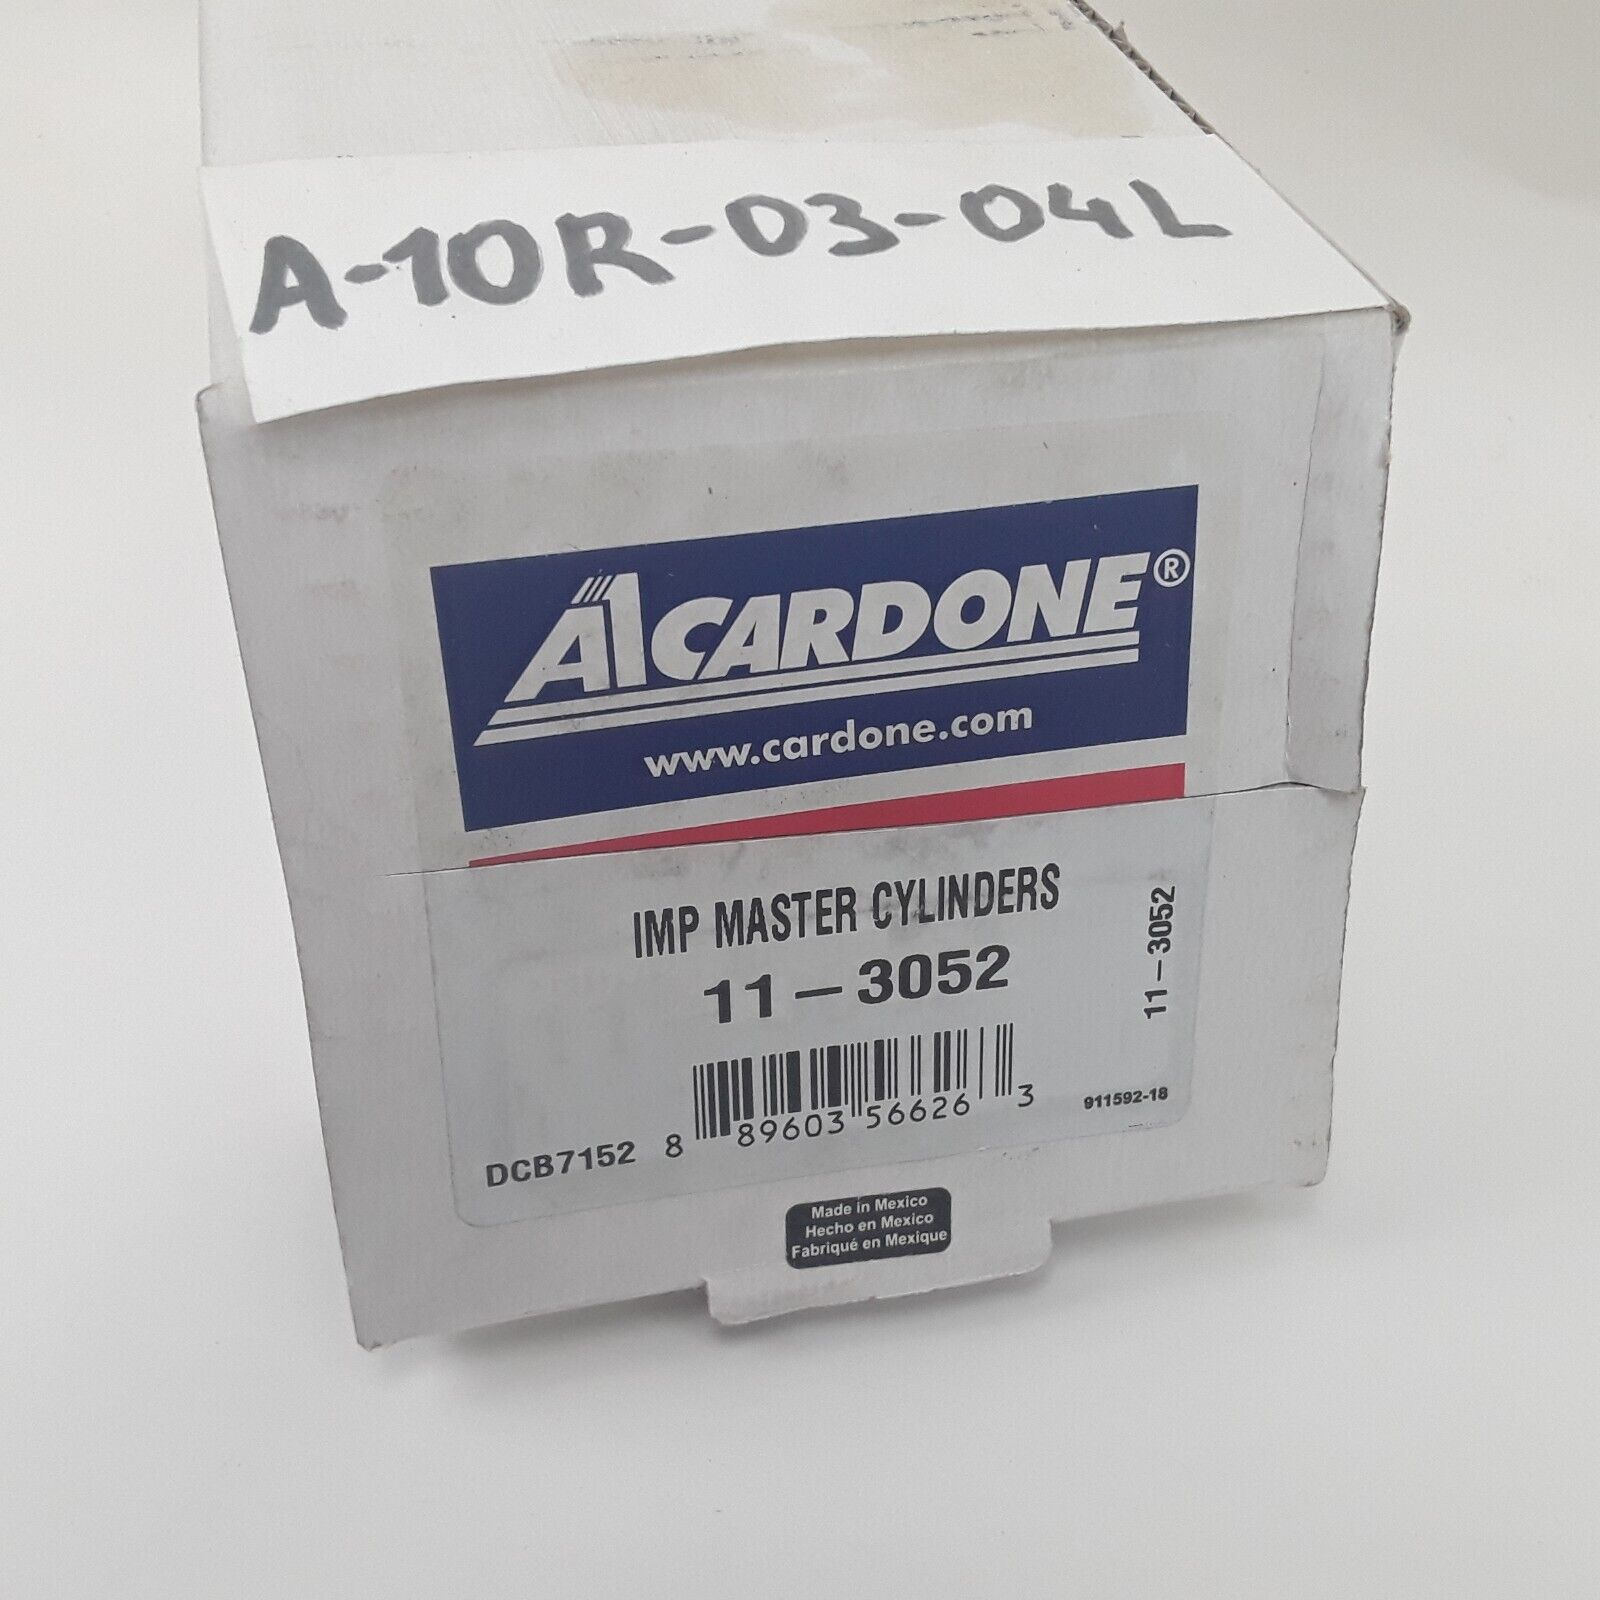 A-10R-03-04L
A1CARDONE®
www.cardone.com
IMP MASTER CYLINDERS
11-3052
11-3052
8 89603 56626 3
911592-18
DCB7152
Made in Mexico
Hecho en Mexico
Fabriqué en Mexique